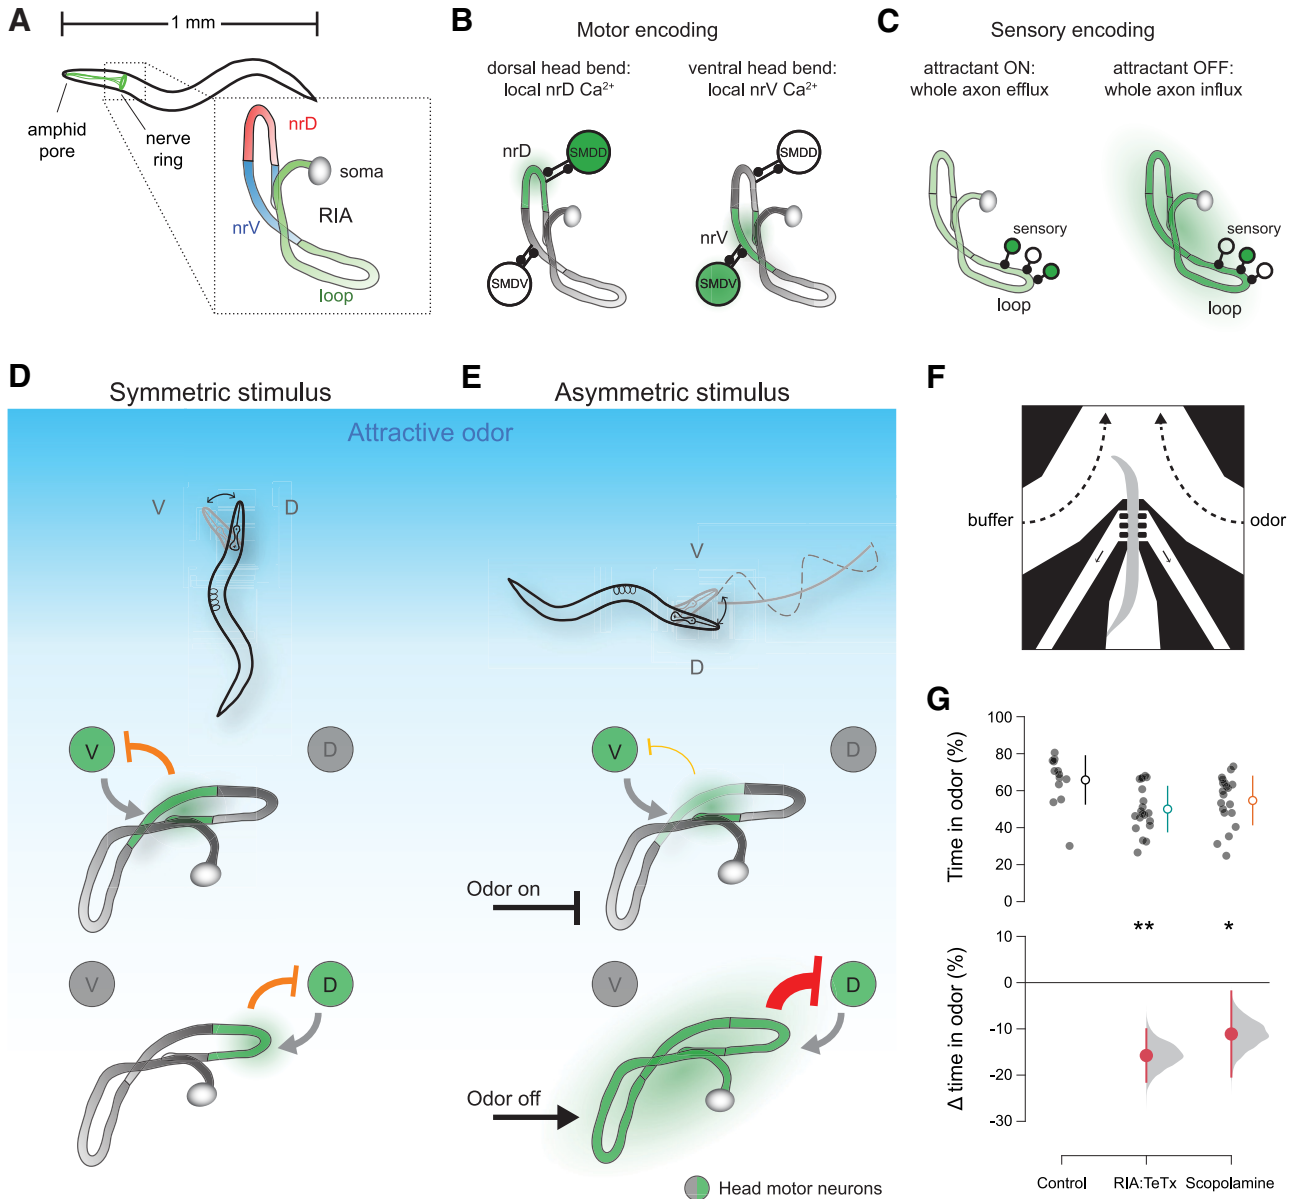 A
1 mm
amphid
pore
nerve
ring
nrD
soma
RIA
nrV
loop
B
Motor encoding
dorsal head bend:
local nrD Ca²⁺
ventral head bend:
local nrV Ca²⁺
nrD
SMDD
SMDV
SMDD
nrV
SMDV
C
Sensory encoding
attractant ON:
whole axon efflux
attractant OFF:
whole axon influx
sensory
loop
sensory
loop
D
Symmetric stimulus
E
Asymmetric stimulus
Attractive odor
V
D
V
D
V
D
V
D
Odor on
V
D
V
D
Odor off
Head motor neurons
F
buffer
odor
G
Time in odor (%)
100
80
60
40
20
0
**
*
Δ time in odor (%)
10
0
-10
-20
-30
Control
RIA:TeTx
Scopolamine